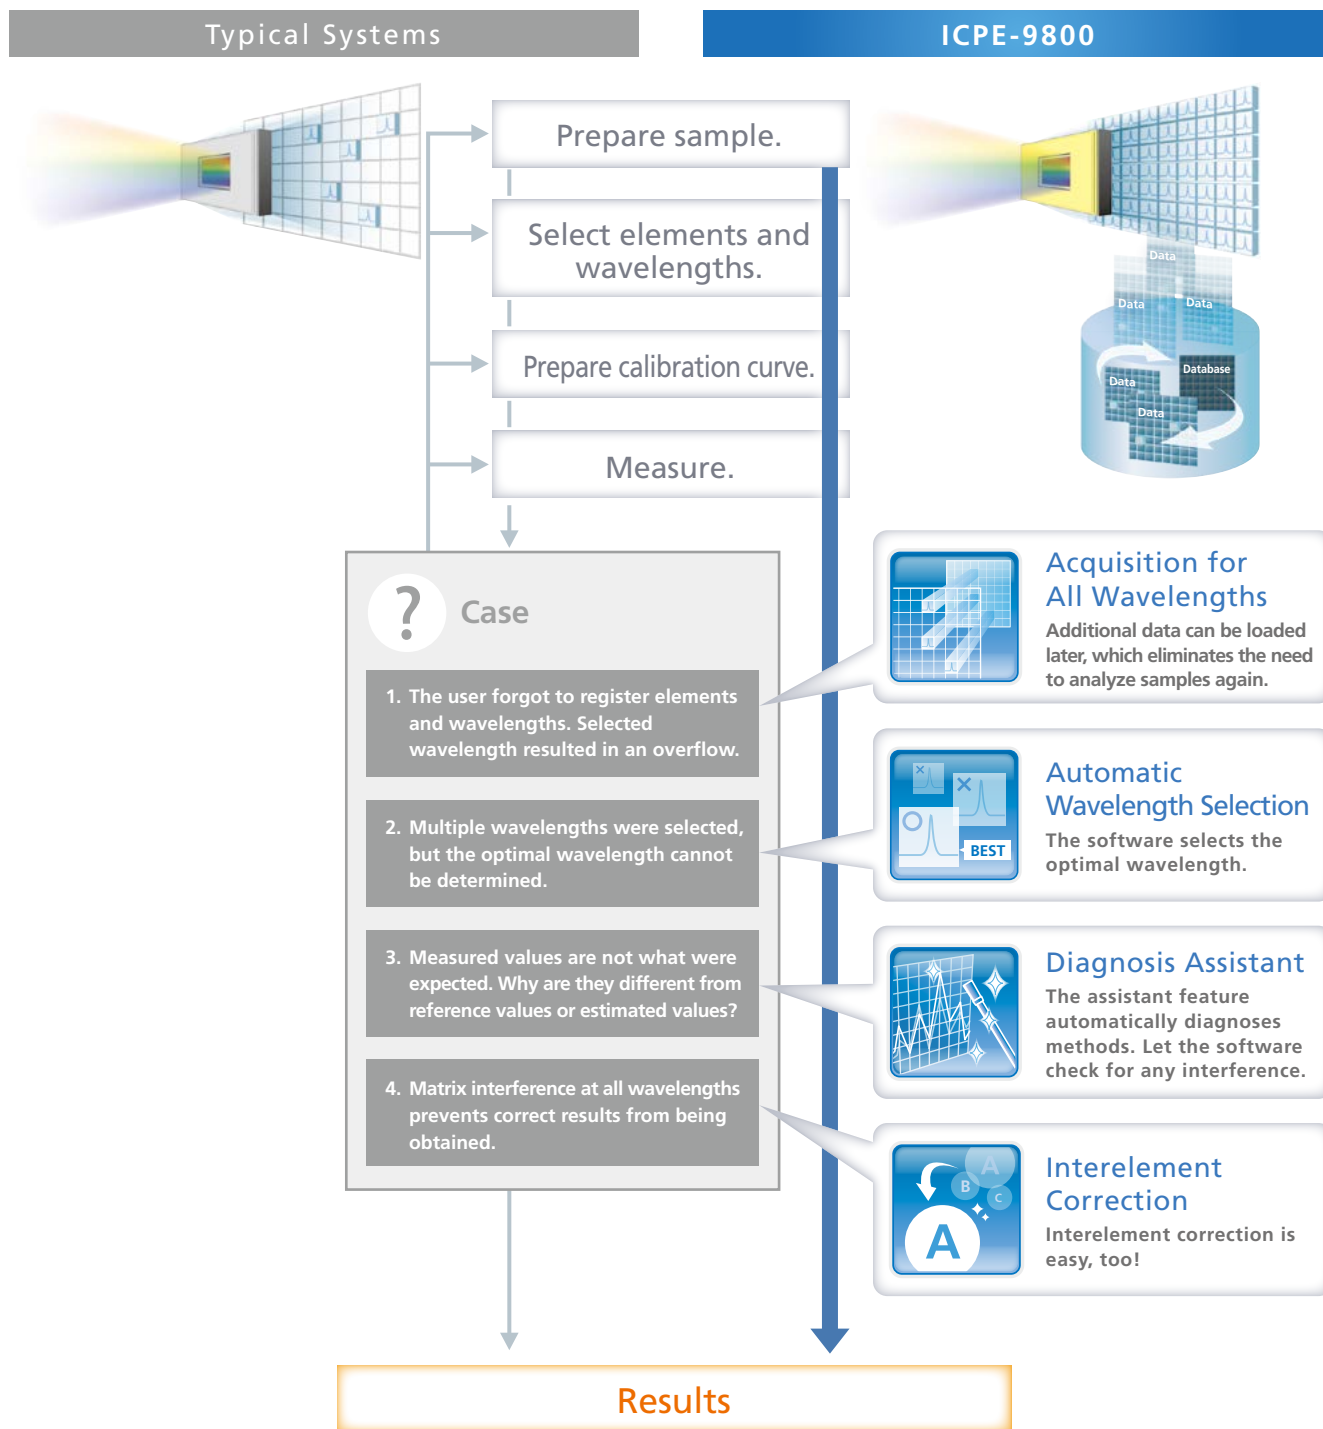 Typical Systems
ICPE-9800
Prepare sample.
Select elements and
wavelengths.
Prepare calibration curve.
Measure.
Data
Data
Data
Data
Database
Data
? Case
1. The user forgot to register elements
and wavelengths. Selected
wavelength resulted in an overflow.
2. Multiple wavelengths were selected,
but the optimal wavelength cannot
be determined.
3. Measured values are not what were
expected. Why are they different from
reference values or estimated values?
4. Matrix interference at all wavelengths
prevents correct results from being
obtained.
Acquisition for
All Wavelengths
Additional data can be loaded
later, which eliminates the need
to analyze samples again.
BEST
Automatic
Wavelength Selection
The software selects the
optimal wavelength.
Diagnosis Assistant
The assistant feature
automatically diagnoses
methods. Let the software
check for any interference.
A
B
C
A
Interelement
Correction
Interelement correction is
easy, too!
Results